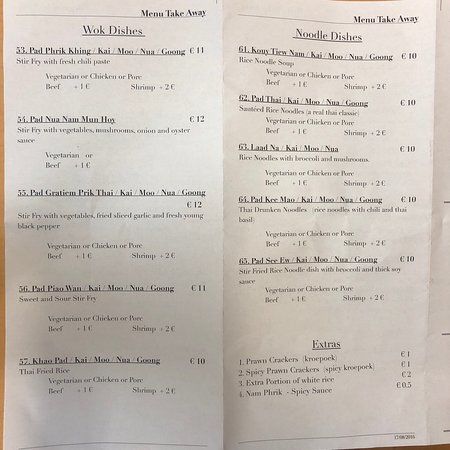 Menu Take Away
Wok Dishes
53. Pad Phrik Khing / Kai / Moo / Nua / Goong € 11
Stir Fry with fresh chili paste
Vegetarian or Chicken or Pore
Beef + 1 € Shrimp + 2 €
54. Pad Nua Nam Mun Hoy € 12
Stir Fry with vegetables, mushrooms, onion and oyster
sauce
Vegetarian or
Beef + 1 € + 2 €
55. Pad Gratiem Prik Thai / Kai / Moo / Nua / Goong
€ 12
Stir Fry with vegetables, fried sliced garlic and fresh young
black pepper
Vegetarian or Chicken or Pore
Beef + 1 € Shrimp + 2 €
56. Pad Piao Wan / Kai / Moo / Nua / Goong € 11
Sweet and Sour Stir Fry
Vegetarian or Chicken or Pore
Beef + 1 € Shrimp + 2 €
57. Khao Pad / Kai / Moo / Nua / Goong € 10
Thai Fried Rice
Vegetarian or Chicken or Pore
Beef + 1 € Shrimp + 2 €
Menu Take Away
Noodle Dishes
61. Kouy Tiew Nam / Kai / Moo / Nua / Goong € 10
Rice Noodle Soup
Vegetarian or Chicken or Pore
Beef + 1 € Shrimp + 2 €
62. Pad Thai / Kai / Moo / Nua / Goong € 10
Sautéed Rice Noodles (a real thai classic)
Vegetarian or Chicken or Pore
Beef + 1 € Shrimp + 2 €
63. Laad Na / Kai / Moo / Nua € 10
Rice Noodles with broccoli and mushrooms.
Vegetarian or Chicken or Pore
Beef + 1 € Shrimp + 2 €
64. Pad Kee Mao / Kai / Moo / Nua / Goong € 10
Thai Drunken Noodles (rice noodles with chili and thai
basil)
Vegetarian or Chicken or Pore
Beef + 1 € Shrimp + 2 €
65. Pad See Ew / Kai / Moo / Nua / Goong € 10
Stir Fried Rice Noodle dish with broccoli and thick soy
sauce
Vegetarian or Chicken or Pore
Beef + 1 € Shrimp + 2 €
Extras
1. Prawn Crackers (kroepoek) € 1
2. Spicy Prawn Crackers (spicy kroepoek) € 1
3. Extra Portion of white rice € 2
4. Nam Phrik - Spicy Sauce € 0.5
17/08/2016